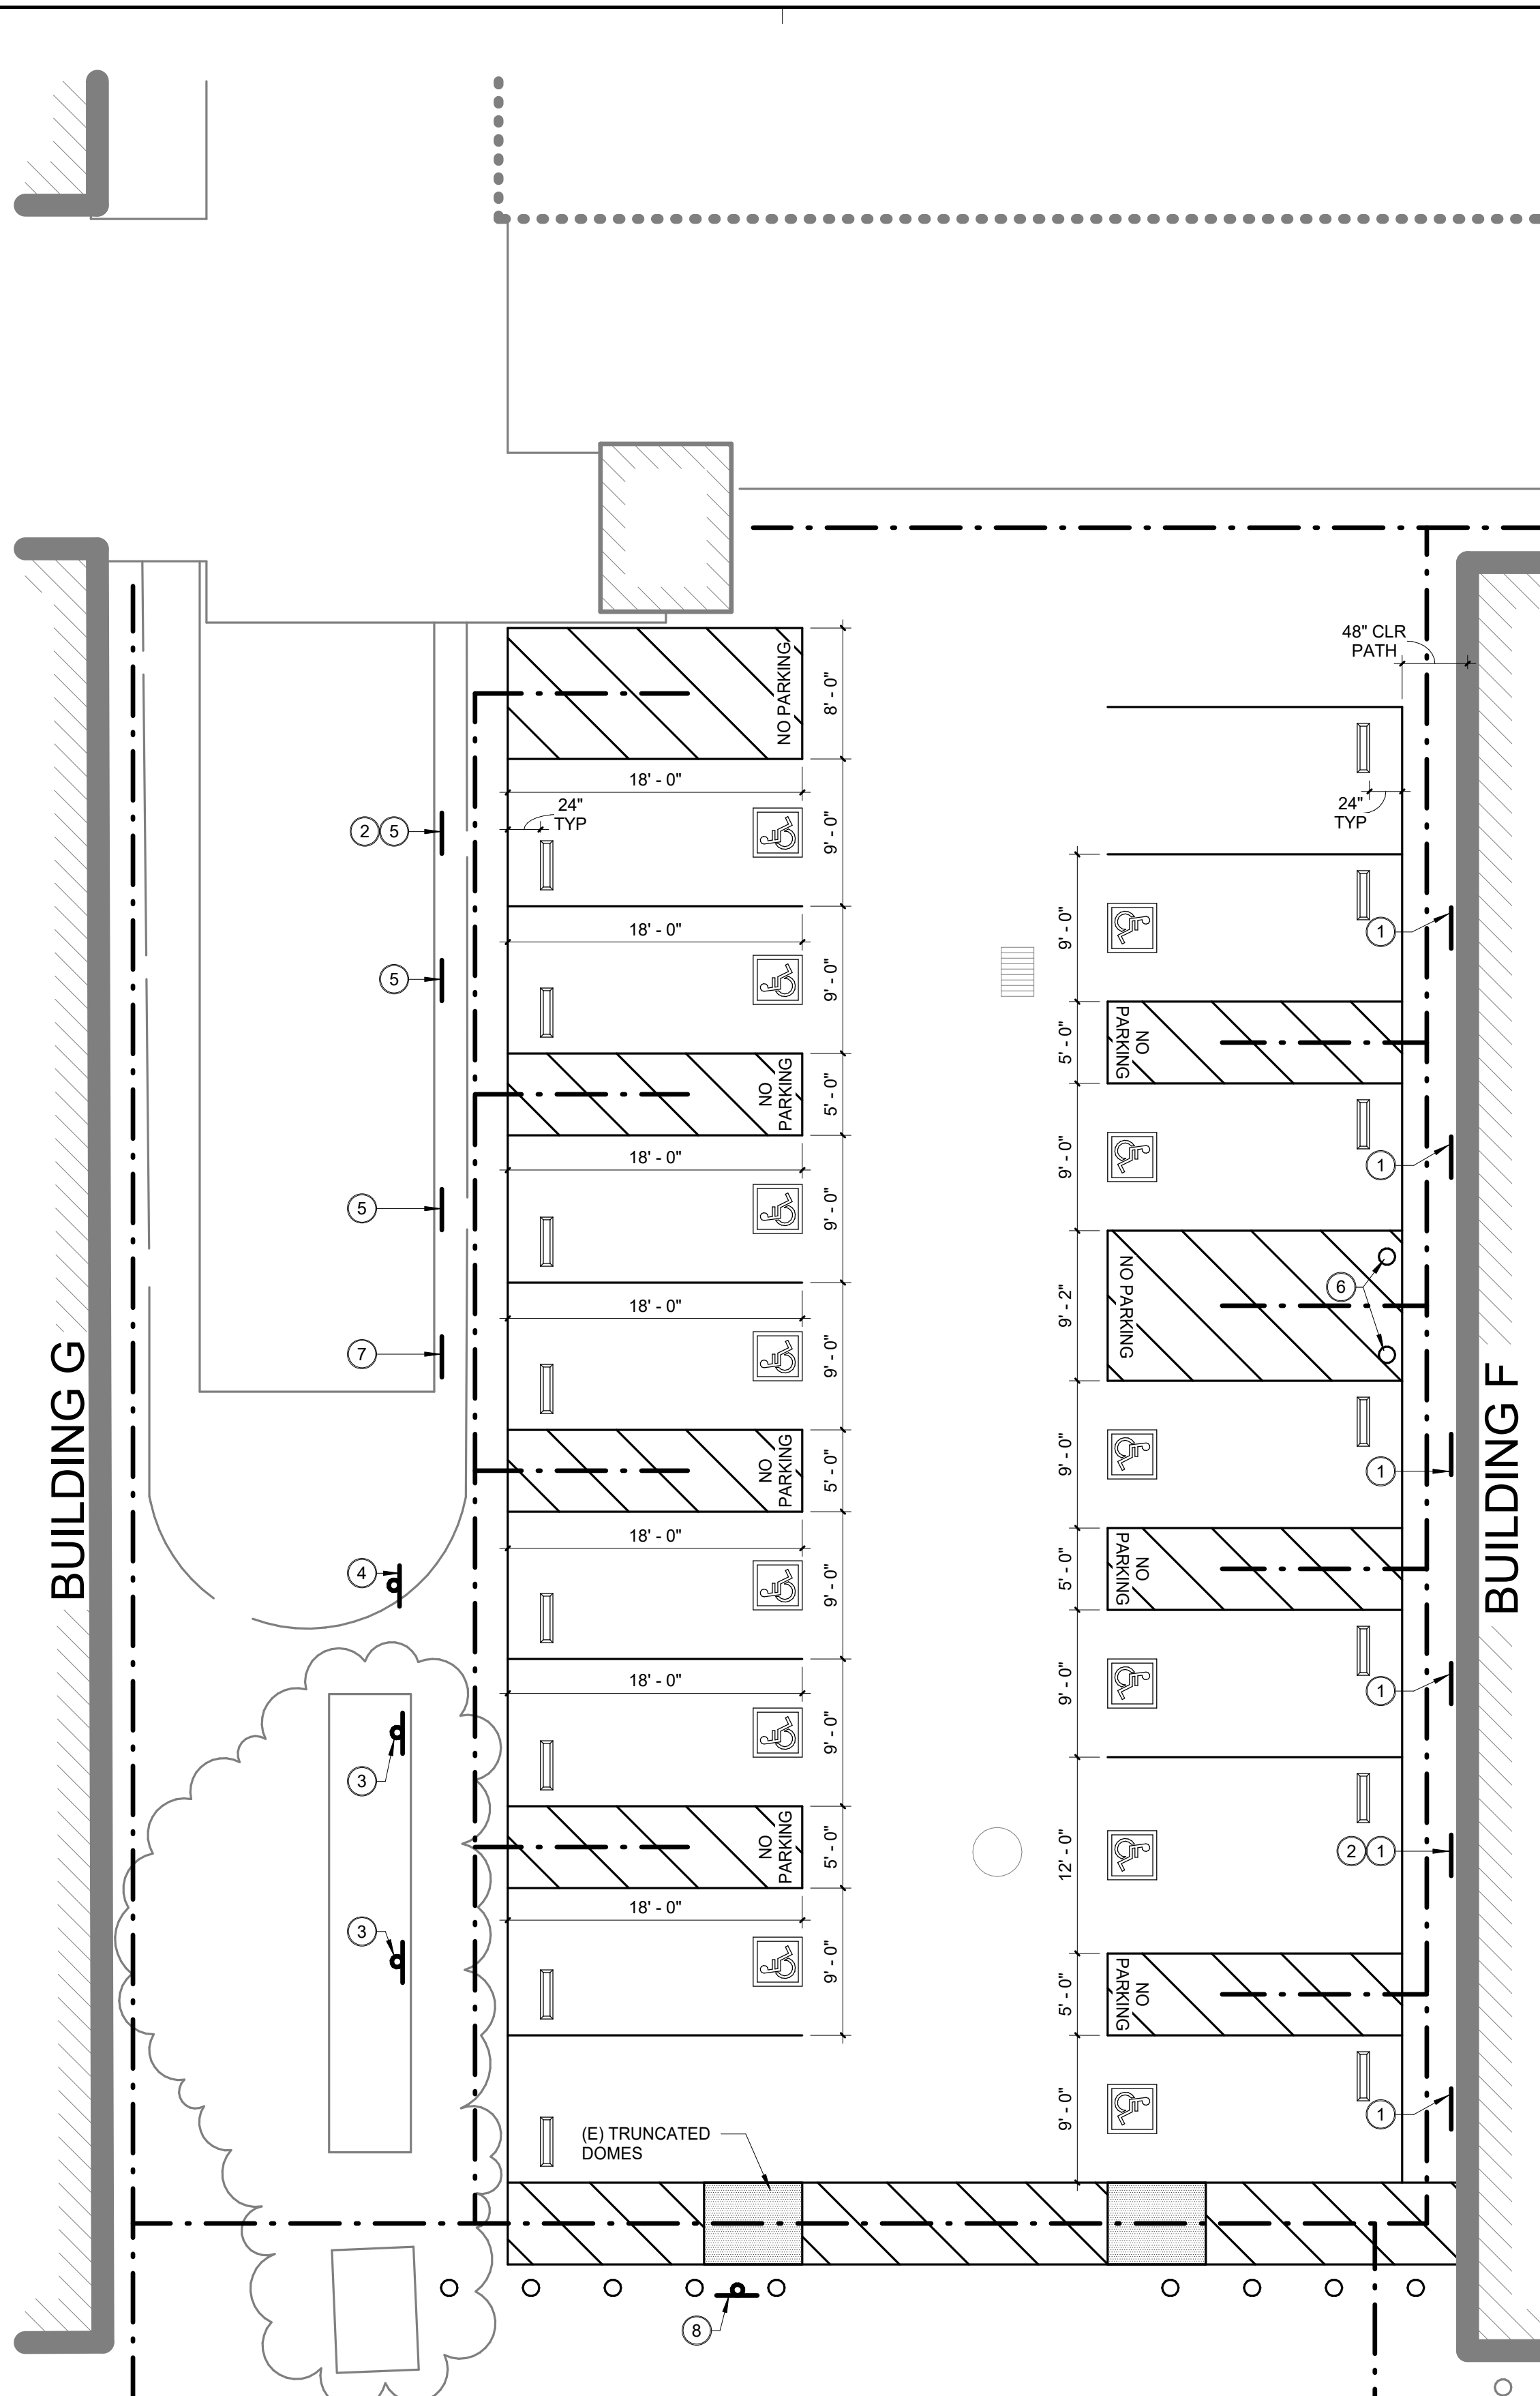 48" CLR
PATH
NO PARKING
8' - 0"
18' - 0"
24"
TYP
9' - 0"
2
5
24"
TYP
18' - 0"
9' - 0"
5
9' - 0"
1
NO
PARKING
5' - 0"
5' - 0"
NO
PARKING
18' - 0"
9' - 0"
5
9' - 0"
1
18' - 0"
9' - 0"
7
9' - 2"
NO PARKING
6
BUILDING G
BUILDING F
NO
PARKING
5' - 0"
9' - 0"
1
18' - 0"
9' - 0"
4
5' - 0"
NO
PARKING
18' - 0"
9' - 0"
3
9' - 0"
1
NO
PARKING
5' - 0"
12' - 0"
2
1
18' - 0"
9' - 0"
3
5' - 0"
NO
PARKING
9' - 0"
1
(E) TRUNCATED
DOMES
8